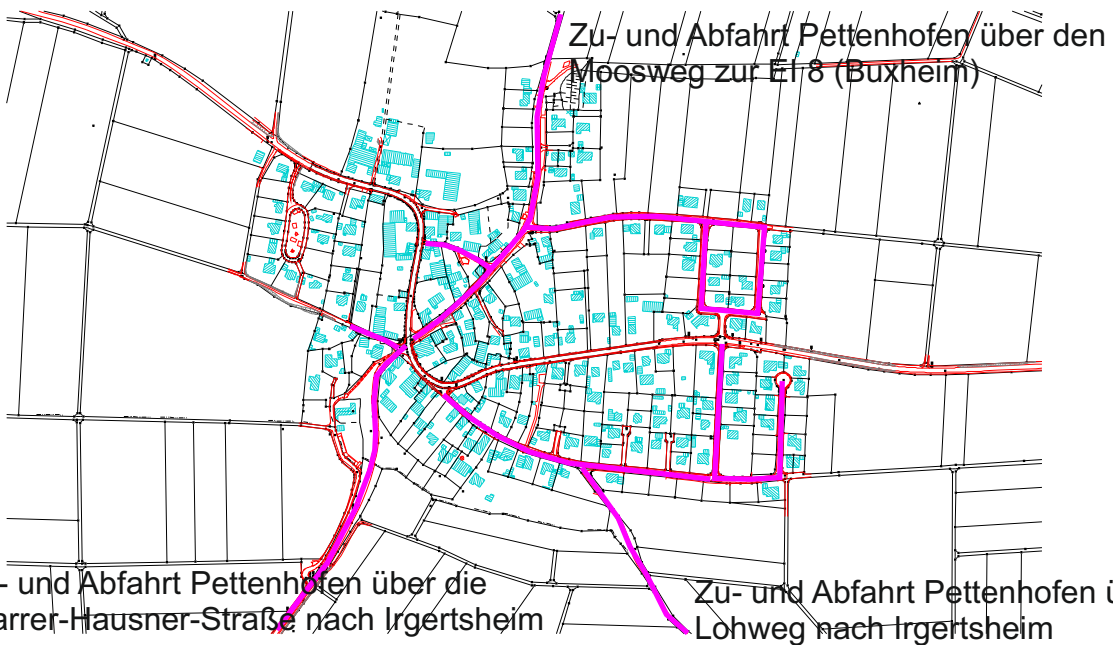 Zu- und Abfahrt Pettenhofen über den
Moosweg zur EI 8 (Buxheim)
- und Abfahrt Pettenhofen über die
arrer-Hausner-Straße nach Irgertsheim
Zu- und Abfahrt Pettenhofen ü
Lohweg nach Irgertsheim